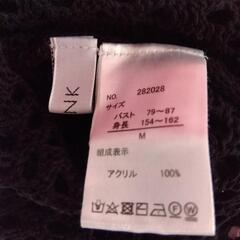 NK
NO. 282028
サイズ
バスト 79〜87
身長 154〜162
M
組成表示
アクリル 100%